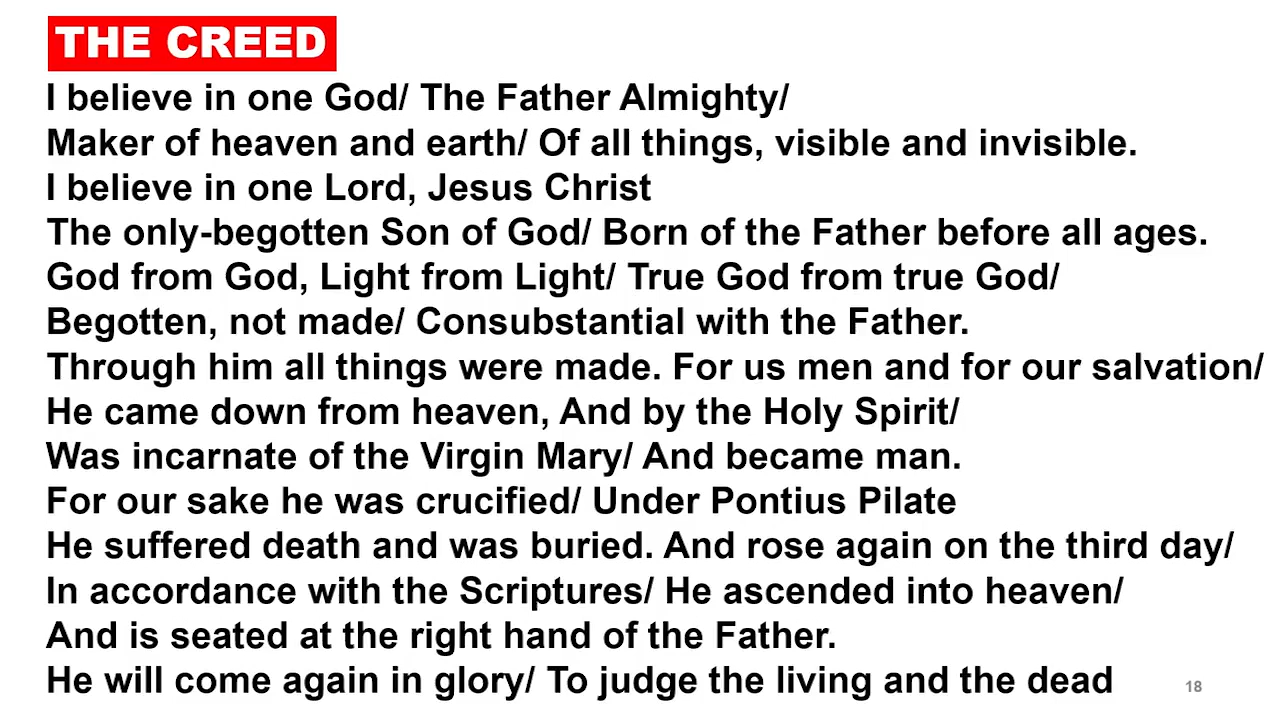 THE CREED
I believe in one God/ The Father Almighty/
Maker of heaven and earth/ Of all things, visible and invisible.
I believe in one Lord, Jesus Christ
The only-begotten Son of God/ Born of the Father before all ages.
God from God, Light from Light/ True God from true God/
Begotten, not made/ Consubstantial with the Father.
Through him all things were made. For us men and for our salvation/
He came down from heaven, And by the Holy Spirit/
Was incarnate of the Virgin Mary/ And became man.
For our sake he was crucified/ Under Pontius Pilate
He suffered death and was buried. And rose again on the third day/
In accordance with the Scriptures/ He ascended into heaven/
And is seated at the right hand of the Father.
He will come again in glory/ To judge the living and the dead
18